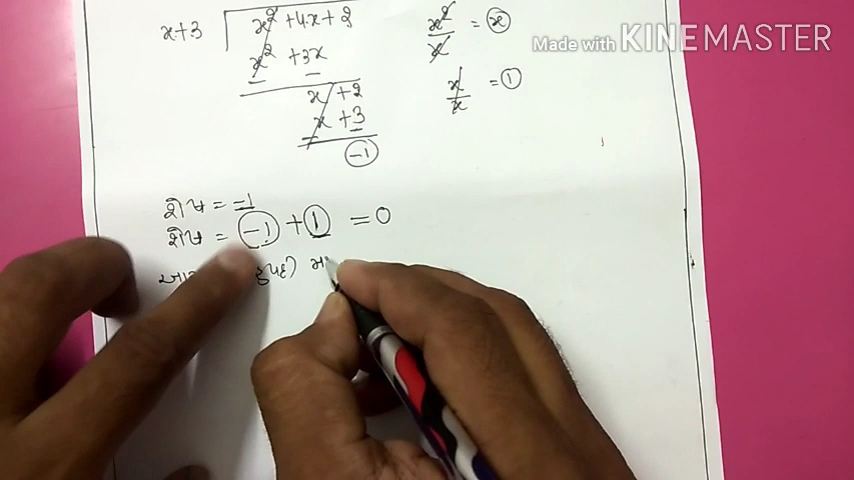 x+3 x² +4x+2
x² +3x
x +2
x +3
-1
x²/x = x
x/x = 1
Made with KINEMASTER
શેષ = -1
શેષ = -1 + 1 = 0